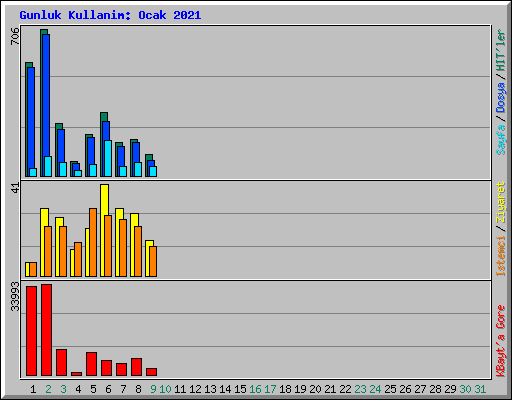 Gunluk Kullanim: Ocak 2021
706
41
33993
Sayfa / Dosya / HIT'ler
Istemci / Ziyaret
KBayt'a Gore
1 2 3 4 5 6 7 8 9 10 11 12 13 14 15 16 17 18 19 20 21 22 23 24 25 26 27 28 29 30 31